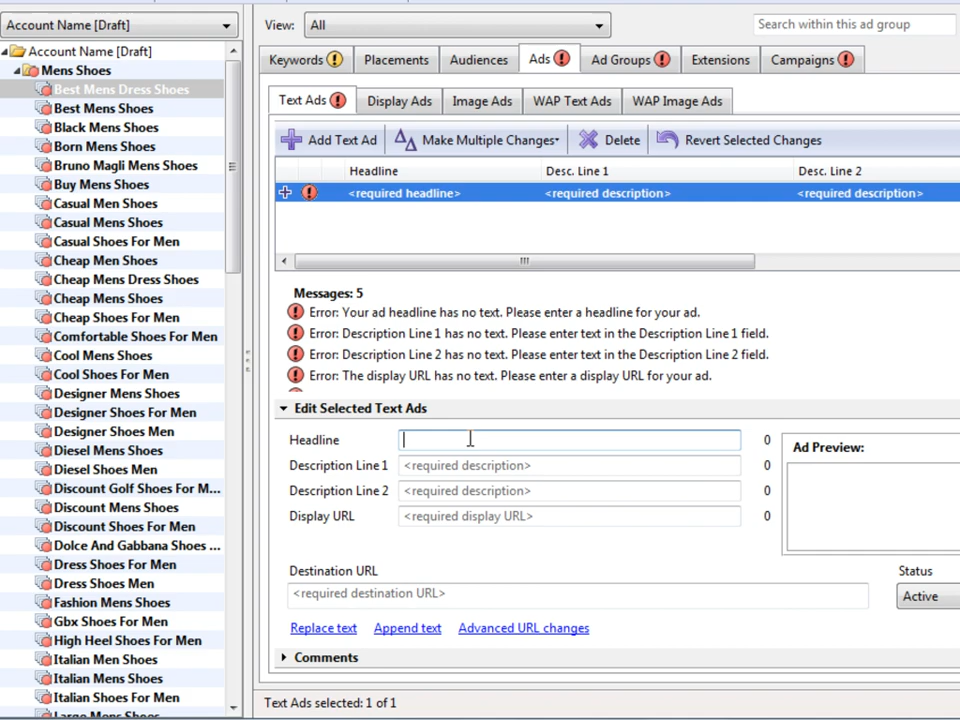 Account Name [Draft]
Account Name [Draft]
Mens Shoes
Best Mens Dress Shoes
Best Mens Shoes
Black Mens Shoes
Born Mens Shoes
Bruno Magli Mens Shoes
Buy Mens Shoes
Casual Men Shoes
Casual Mens Shoes
Casual Shoes For Men
Cheap Men Shoes
Cheap Mens Dress Shoes
Cheap Mens Shoes
Cheap Shoes For Men
Comfortable Shoes For Men
Cool Mens Shoes
Cool Shoes For Men
Designer Mens Shoes
Designer Shoes For Men
Designer Shoes Men
Diesel Mens Shoes
Diesel Shoes Men
Discount Golf Shoes For M...
Discount Mens Shoes
Discount Shoes For Men
Dolce And Gabbana Shoes ...
Dress Shoes For Men
Dress Shoes Men
Fashion Mens Shoes
Gbx Shoes For Men
High Heel Shoes For Men
Italian Men Shoes
Italian Mens Shoes
Italian Shoes For Men
Large Mens Shoes
View: All Search within this ad group
Keywords Placements Audiences Ads Ad Groups Extensions Campaigns
Text Ads Display Ads Image Ads WAP Text Ads WAP Image Ads
Add Text Ad Make Multiple Changes Delete Revert Selected Changes
Headline Desc. Line 1 Desc. Line 2
<required headline> <required description> <required description>
Messages: 5
Error: Your ad headline has no text. Please enter a headline for your ad.
Error: Description Line 1 has no text. Please enter text in the Description Line 1 field.
Error: Description Line 2 has no text. Please enter text in the Description Line 2 field.
Error: The display URL has no text. Please enter a display URL for your ad.
Edit Selected Text Ads
Headline 0
Description Line 1 <required description> 0
Description Line 2 <required description> 0
Display URL <required display URL> 0
Ad Preview:
Destination URL
<required destination URL>
Status
Active
Replace text Append text Advanced URL changes
Comments
Text Ads selected: 1 of 1